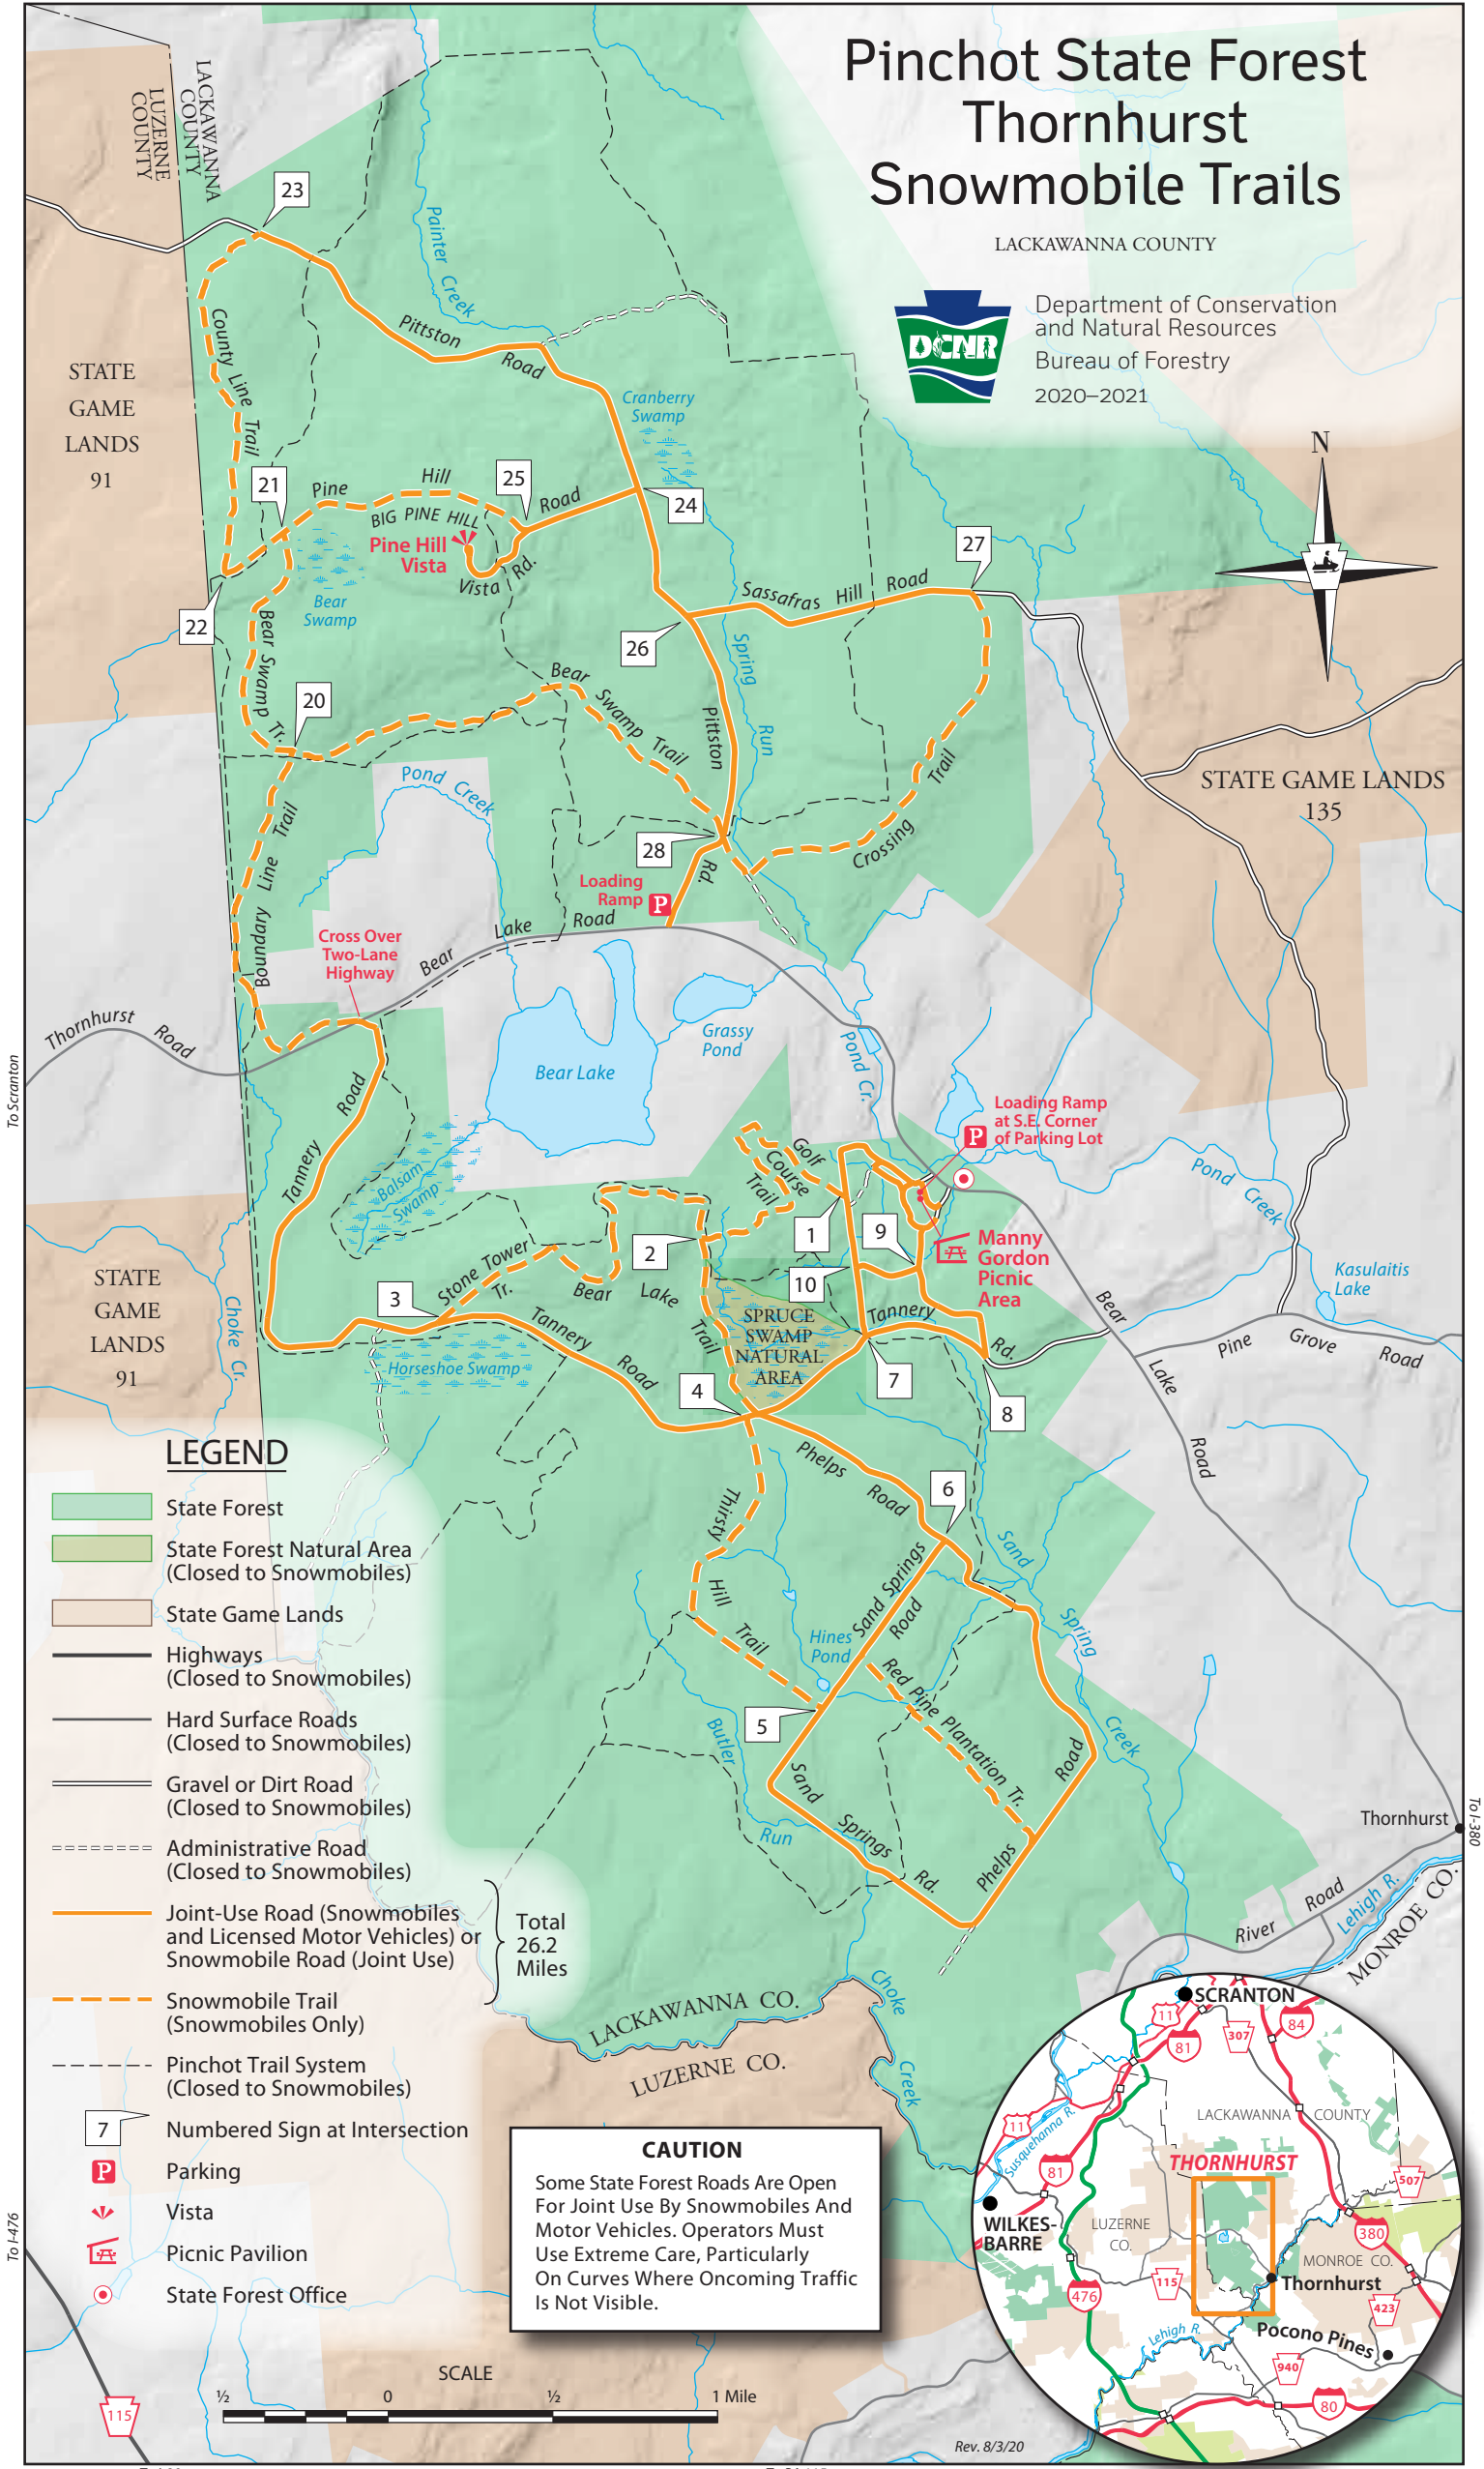 Pinchot State Forest
Thornhurst
Snowmobile Trails
LACKAWANNA COUNTY
DCNR
Department of Conservation
and Natural Resources
Bureau of Forestry
2020–2021
N
LACKAWANNA
COUNTY
LUZERNE
COUNTY
23
Painter Creek
Pittston Road
County Line Trail
STATE
GAME
LANDS
91
Cranberry
Swamp
21
Pine Hill Road
25
24
BIG PINE HILL
Pine Hill
Vista
Vista Rd.
27
Sassafras Hill Road
Bear
Swamp
22
26
Bear Swamp Tr.
Spring Run
20
Bear Swamp Trail
Pittston Rd.
Pond Creek
Crossing Trail
STATE GAME LANDS
135
28
Loading
Ramp
P
Boundary Line Trail
Cross Over
Two-Lane
Highway
Bear Lake Road
Thornhurst Road
To Scranton
Grassy
Pond
Bear Lake
Pond Cr.
Tannery Road
Loading Ramp
at S.E. Corner
of Parking Lot
P
Golf Course Trail
Balsam
Swamp
Pond Creek
1
9
2
10
Manny
Gordon
Picnic
Area
Stone Tower Tr.
3
Bear Lake Trail
Kasulaitis
Lake
STATE
GAME
LANDS
91
Choke Cr.
SPRUCE
SWAMP
NATURAL
AREA
Tannery Rd.
Tannery Road
Horseshoe Swamp
Bear Lake Road
Pine Grove Road
4
7
8
Phelps Road
6
Thirsty Hill Trail
Sand Springs Road
Sand Spring Creek
Hines
Pond
Red Pine Plantation Tr.
5
Butler Run
Sand Springs Rd.
Phelps Road
Thornhurst
To I-380
River Road
Lehigh R.
MONROE CO.
LACKAWANNA CO.
LUZERNE CO.
Choke Creek
LEGEND
State Forest
State Forest Natural Area
(Closed to Snowmobiles)
State Game Lands
Highways
(Closed to Snowmobiles)
Hard Surface Roads
(Closed to Snowmobiles)
Gravel or Dirt Road
(Closed to Snowmobiles)
Administrative Road
(Closed to Snowmobiles)
Joint-Use Road (Snowmobiles
and Licensed Motor Vehicles) or
Snowmobile Road (Joint Use)
Total
26.2
Miles
Snowmobile Trail
(Snowmobiles Only)
Pinchot Trail System
(Closed to Snowmobiles)
7
Numbered Sign at Intersection
P
Parking
Vista
Picnic Pavilion
State Forest Office
To I-476
115
CAUTION
Some State Forest Roads Are Open
For Joint Use By Snowmobiles And
Motor Vehicles. Operators Must
Use Extreme Care, Particularly
On Curves Where Oncoming Traffic
Is Not Visible.
SCALE
½ 0 ½ 1 Mile
Rev. 8/3/20
SCRANTON
11
307
84
81
LACKAWANNA COUNTY
11
Susquehanna R.
81
THORNHURST
507
WILKES-
BARRE
LUZERNE
CO.
380
MONROE CO.
115
Thornhurst
476
423
Lehigh R.
Pocono Pines
940
80